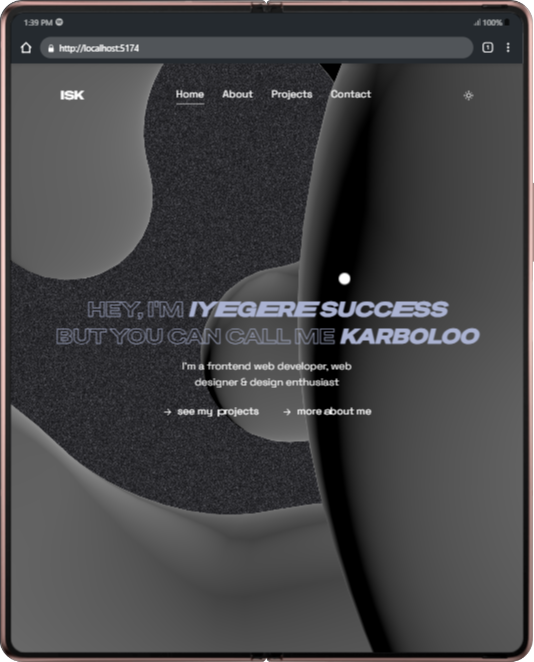 1:39 PM
100%
http://localhost:5174
1
ISK
Home About Projects Contact
HEY, I'M IYEGERE SUCCESS
BUT YOU CAN CALL ME KARBOLOO
I'm a frontend web developer, web
designer & design enthusiast
→ see my projects → more about me